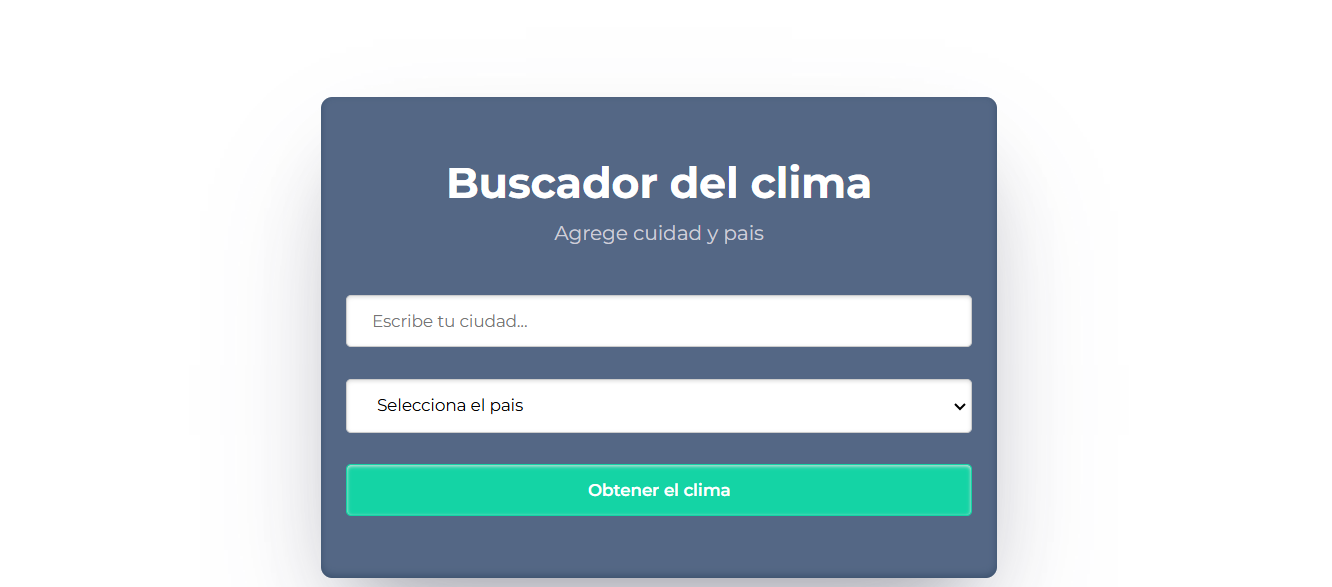 Buscador del clima
Agrege cuidad y pais
Escribe tu ciudad...
Selecciona el pais
Obtener el clima